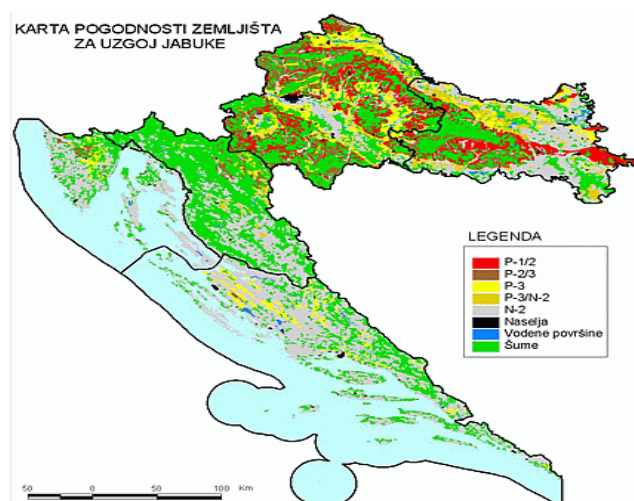 KARTA POGODNOSTI ZEMLJIŠTA
ZA UZGOJ JABUKE
LEGENDA
P-1/2
P-2/3
P-3
P-3/N-2
N-2
Naselja
Vodene površine
Šume
50 0 50 100 Km